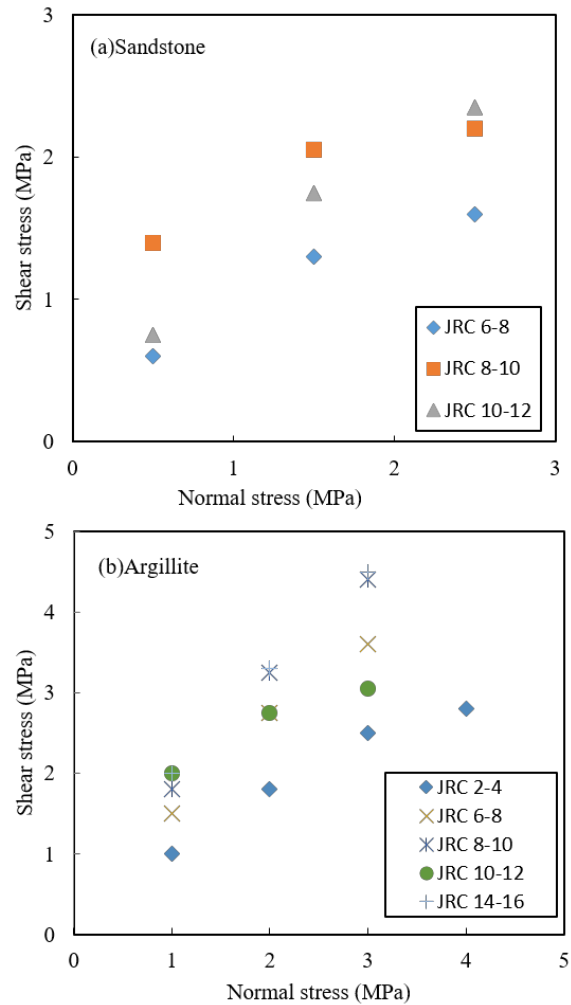 3
(a)Sandstone
2
Shear stress (MPa)
1
JRC 6-8
JRC 8-10
JRC 10-12
0
0 1 2 3
Normal stress (MPa)
5
(b)Argillite
4
3
Shear stress (MPa)
2
JRC 2-4
JRC 6-8
1
JRC 8-10
JRC 10-12
JRC 14-16
0
0 1 2 3 4 5
Normal stress (MPa)